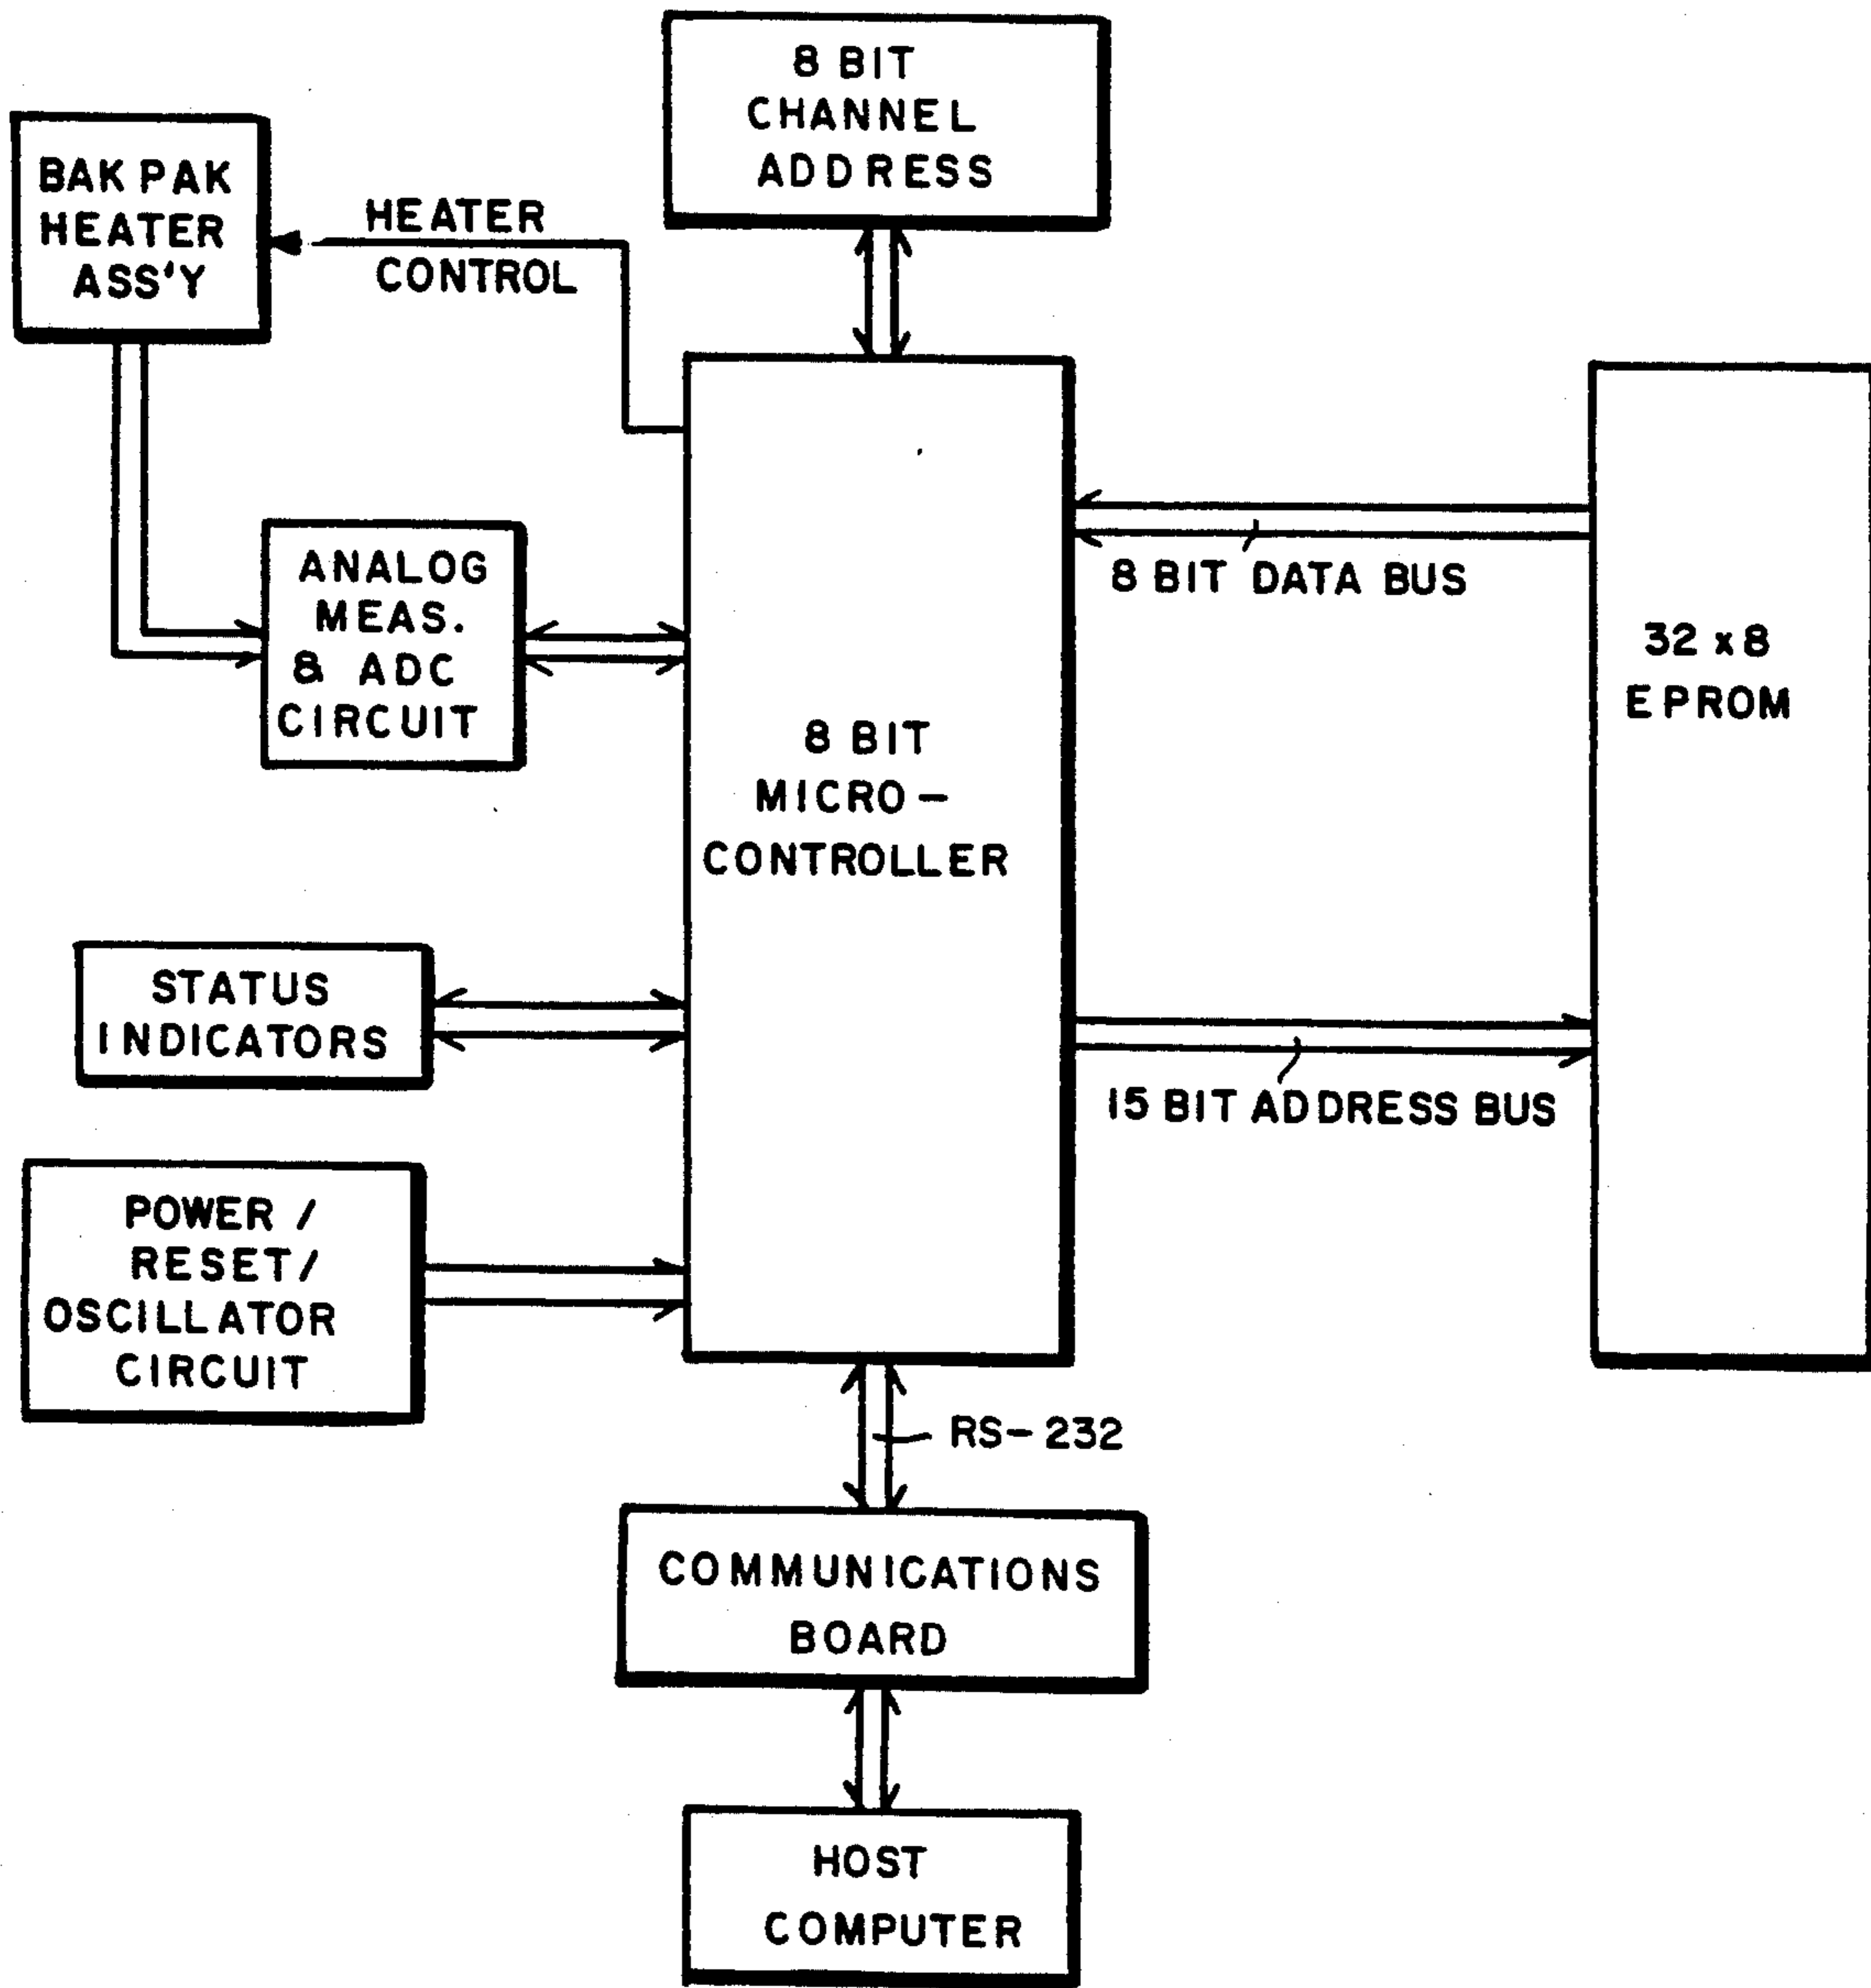 8 BIT
CHANNEL
ADDRESS
BAK PAK
HEATER
ASS'Y
HEATER
CONTROL
ANALOG
MEAS.
& ADC
CIRCUIT
8 BIT
MICRO-
CONTROLLER
8 BIT DATA BUS
32 x 8
EPROM
STATUS
INDICATORS
15 BIT ADDRESS BUS
POWER /
RESET/
OSCILLATOR
CIRCUIT
RS-232
COMMUNICATIONS
BOARD
HOST
COMPUTER